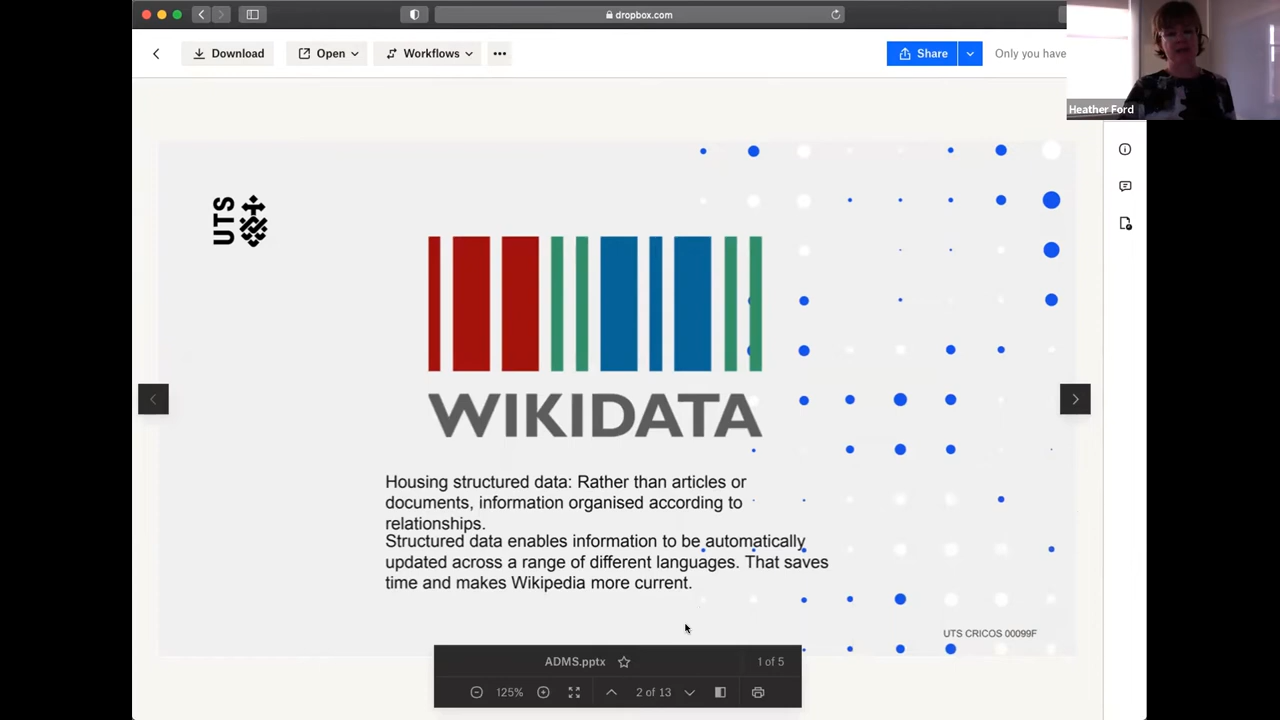 dropbox.com
Download
Open
Workflows
Share
Only you have
Heather Ford
UTS
WIKIDATA
Housing structured data: Rather than articles or
documents, information organised according to
relationships.
Structured data enables information to be automatically
updated across a range of different languages. That saves
time and makes Wikipedia more current.
UTS CRICOS 00099F
ADMS.pptx
1 of 5
125%
2 of 13